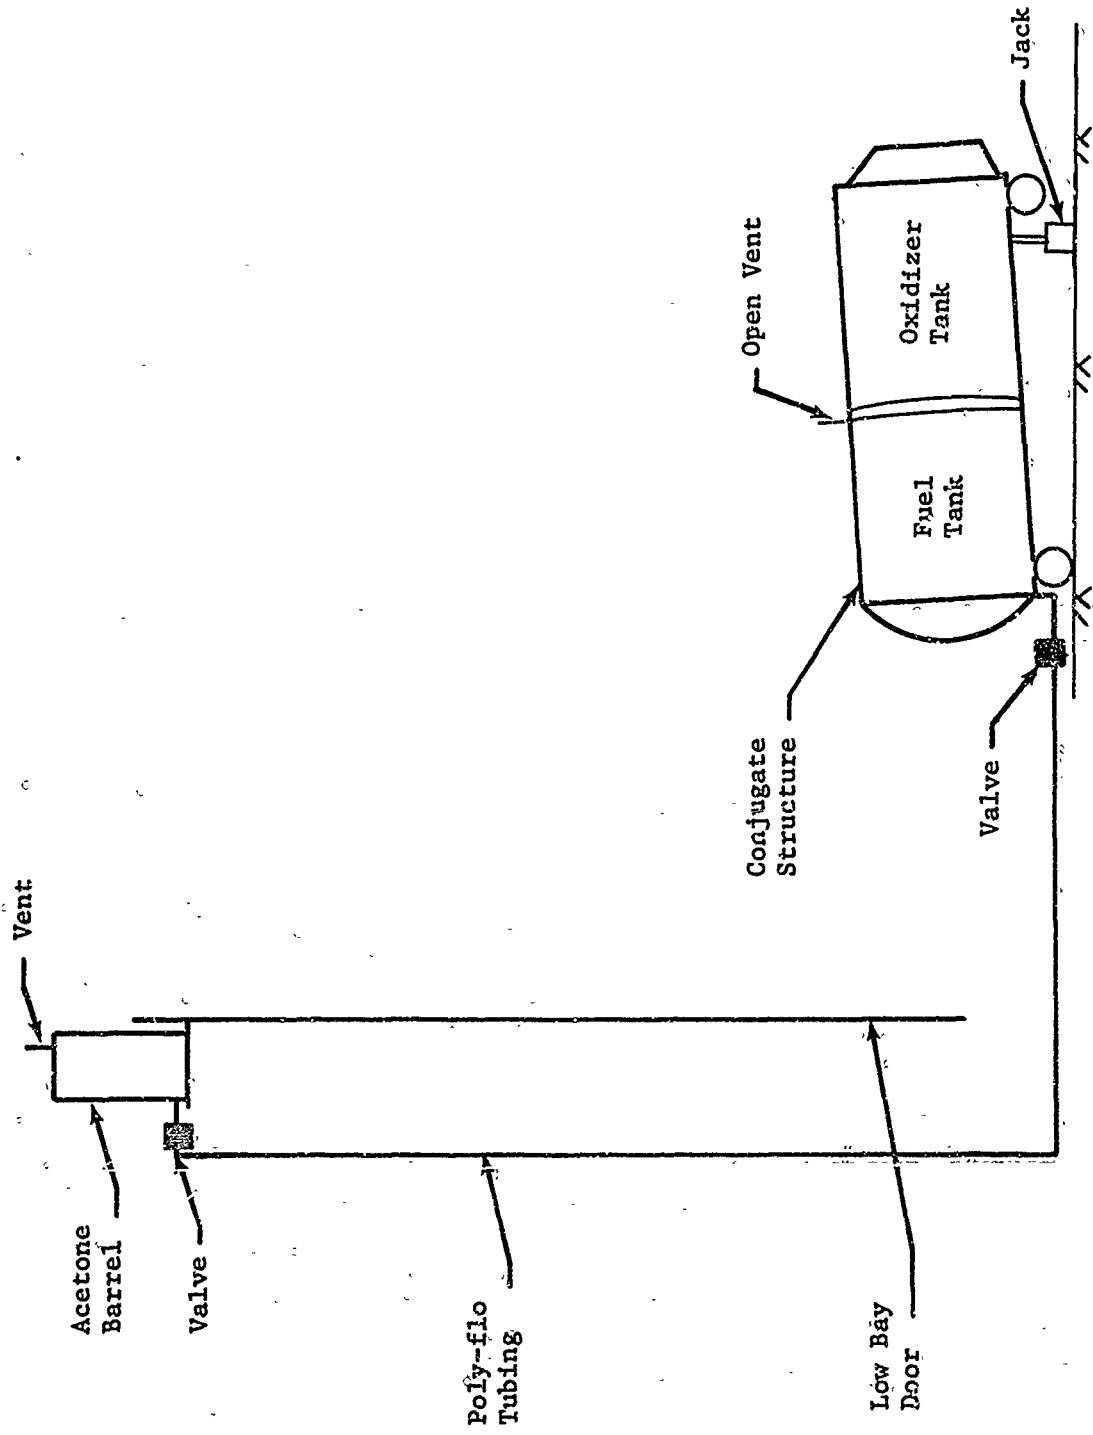 Vent
Acetone
Barrel
Valve
Poly-flo
Tubing
Low Bay
Door
Conjugate
Structure
Valve
Open Vent
Fuel
Tank
Oxidizer
Tank
Jack